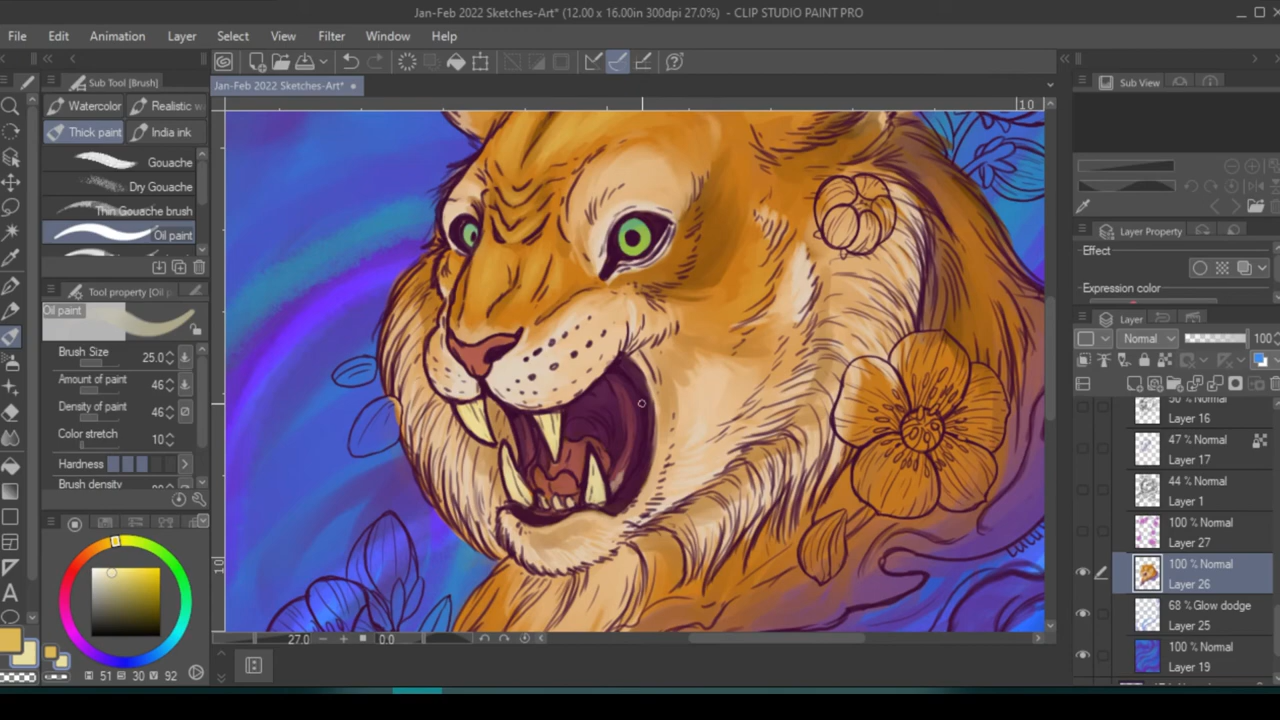 Jan-Feb 2022 Sketches-Art* (12.00 x 16.00in 300dpi 27.0%) - CLIP STUDIO PAINT PRO
File Edit Animation Layer Select View Filter Window Help
Sub Tool [Brush]
Jan-Feb 2022 Sketches-Art*
Sub View
Watercolor Realistic w
Thick paint India ink
Gouache
Dry Gouache
Thin Gouache brush
Oil paint
Tool property [Oil p
Oil paint
Brush Size 25.0
Amount of paint 46
Density of paint 46
Color stretch 10
Hardness
Brush density
H 51 S 30 V 92
10
10
27.0 0.0
Layer Property
Effect
Expression color
Layer
Normal 100
Layer 16
47 % Normal
Layer 17
44 % Normal
Layer 1
100 % Normal
Layer 27
100 % Normal
Layer 26
68 % Glow dodge
Layer 25
100 % Normal
Layer 19